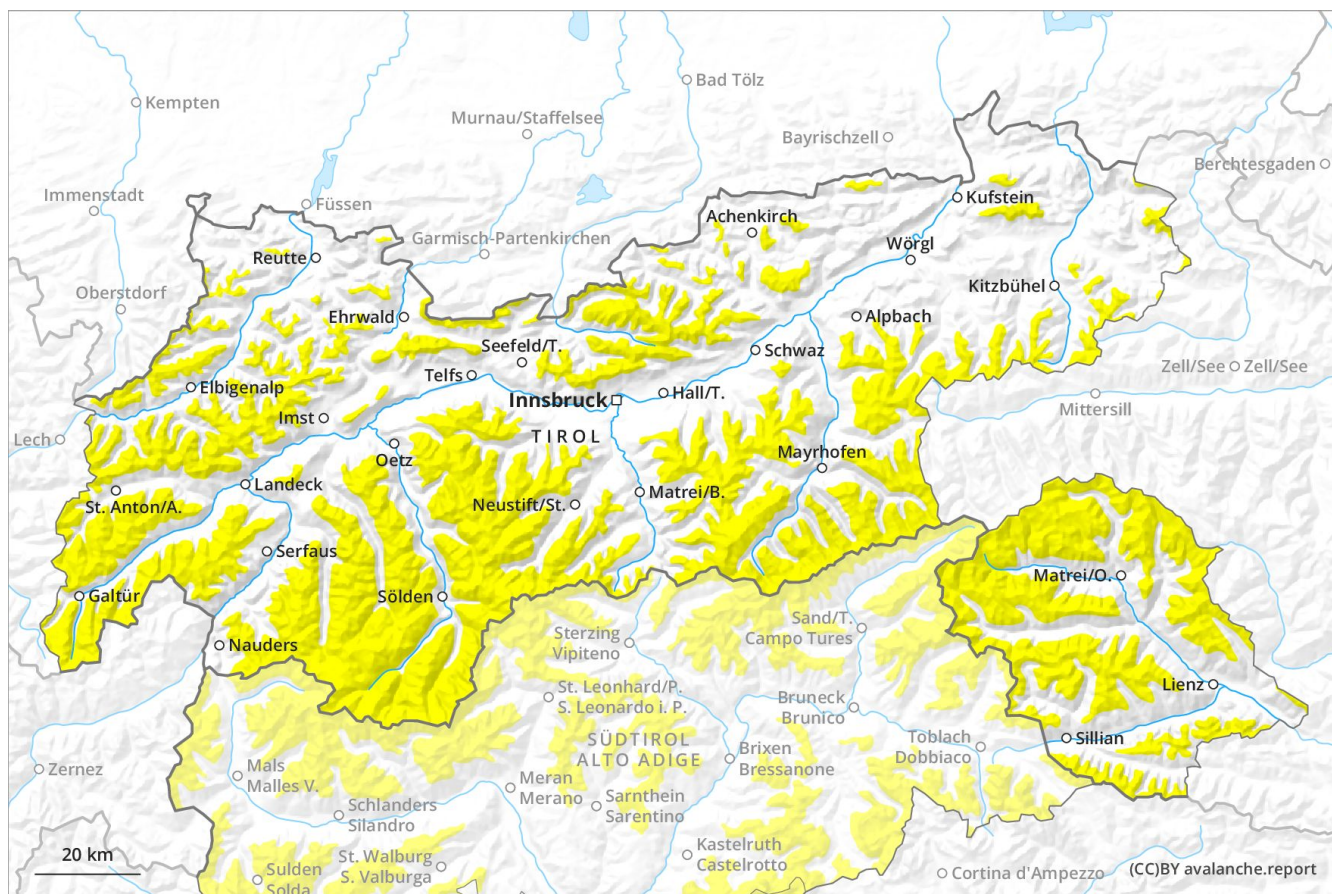 Bad Tölz
Kempten
Murnau/Staffelsee
Bayrischzell
Berchtesgaden
Immenstadt
Füssen
Kufstein
Achenkirch
Garmisch-Partenkirchen
Wörgl
Reutte
Oberstdorf
Kitzbühel
Ehrwald
Alpbach
Seefeld/T.
Schwaz
Telfs
Zell/See
Zell/See
Elbigenalp
Innsbruck
Hall/T.
Mittersill
Imst
Lech
TIROL
Oetz
Mayrhofen
Landeck
Matrei/B.
St. Anton/A.
Neustift/St.
Serfaus
Matrei/O.
Galtür
Sölden
Sand/T.
Campo Tures
Sterzing
Vipiteno
Nauders
Lienz
St. Leonhard/P.
S. Leonardo i. P.
Bruneck
Brunico
Sillian
SÜDTIROL
ALTO ADIGE
Toblach
Dobbiaco
Brixen
Bressanone
Zernez
Mals
Malles V.
Meran
Merano
Sarnthein
Sarentino
Schlanders
Silandro
Kastelruth
Castelrotto
20 km
St. Walburg
S. Valburga
Sulden
Solda
Cortina d'Ampezzo
(CC)BY avalanche.report